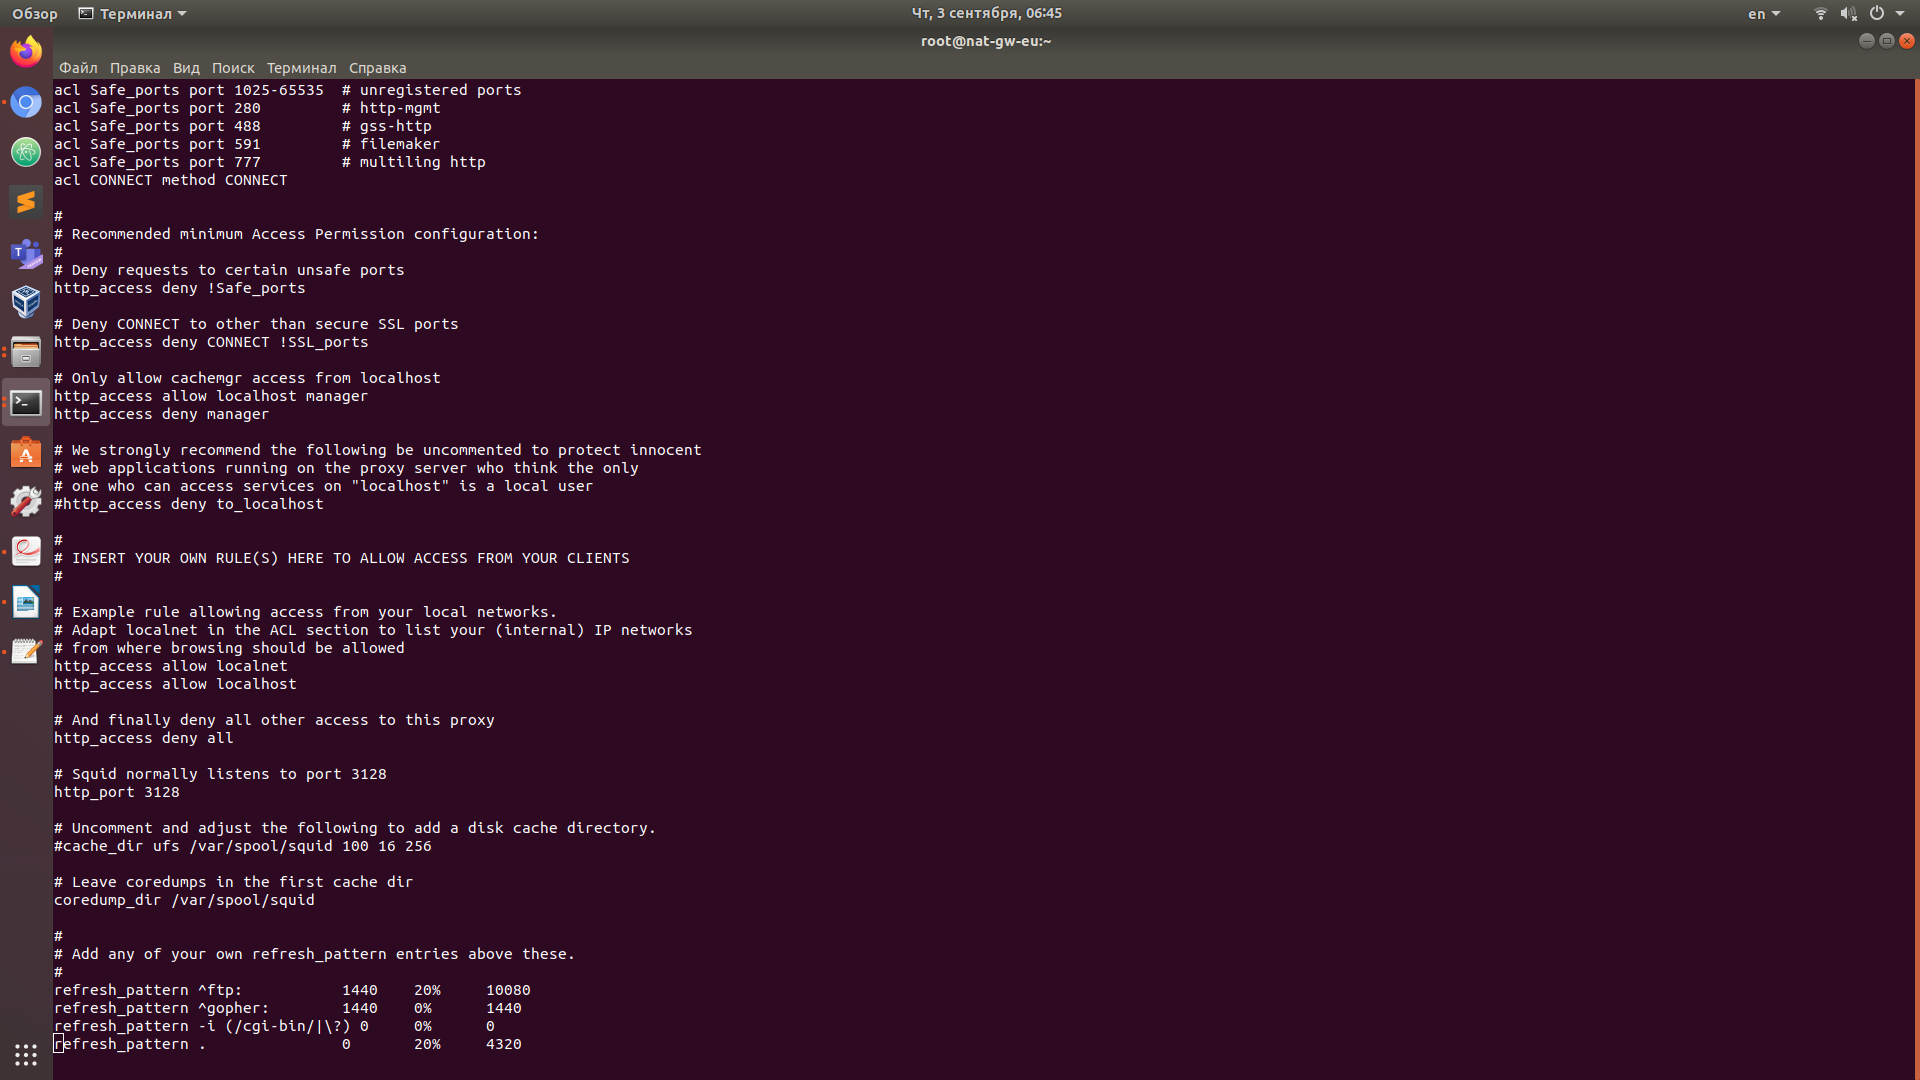 Обзор Терминал Чт, 3 сентября, 06:45 en
root@nat-gw-eu:~
Файл Правка Вид Поиск Терминал Справка
acl Safe_ports port 1025-65535  # unregistered ports
acl Safe_ports port 280         # http-mgmt
acl Safe_ports port 488         # gss-http
acl Safe_ports port 591         # filemaker
acl Safe_ports port 777         # multiling http
acl CONNECT method CONNECT

#
# Recommended minimum Access Permission configuration:
#
# Deny requests to certain unsafe ports
http_access deny !Safe_ports

# Deny CONNECT to other than secure SSL ports
http_access deny CONNECT !SSL_ports

# Only allow cachemgr access from localhost
http_access allow localhost manager
http_access deny manager

# We strongly recommend the following be uncommented to protect innocent
# web applications running on the proxy server who think the only
# one who can access services on "localhost" is a local user
#http_access deny to_localhost

#
# INSERT YOUR OWN RULE(S) HERE TO ALLOW ACCESS FROM YOUR CLIENTS
#

# Example rule allowing access from your local networks.
# Adapt localnet in the ACL section to list your (internal) IP networks
# from where browsing should be allowed
http_access allow localnet
http_access allow localhost

# And finally deny all other access to this proxy
http_access deny all

# Squid normally listens to port 3128
http_port 3128

# Uncomment and adjust the following to add a disk cache directory.
#cache_dir ufs /var/spool/squid 100 16 256

# Leave coredumps in the first cache dir
coredump_dir /var/spool/squid

#
# Add any of your own refresh_pattern entries above these.
#
refresh_pattern ^ftp:           1440    20%     10080
refresh_pattern ^gopher:        1440    0%      1440
refresh_pattern -i (/cgi-bin/|\?) 0     0%      0
refresh_pattern .               0       20%     4320